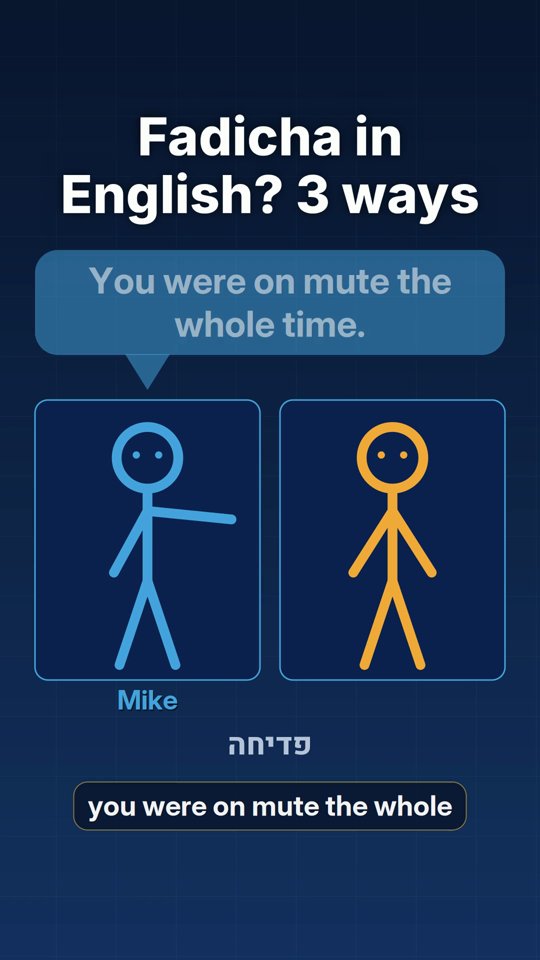 Fadicha in
English? 3 ways
You were on mute the
whole time.
Mike
פדיחה
you were on mute the whole